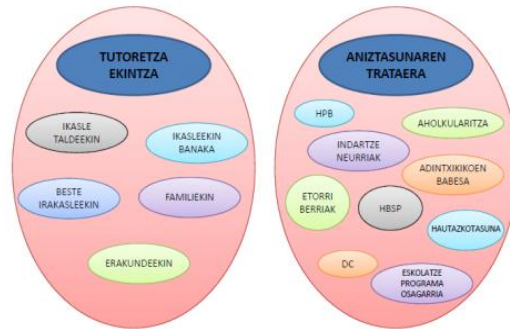 TUTORETZA
EKINTZA
IKASLE
TALDEEKIN
IKASLEEKIN
BANAKA
BESTE
IRAKASLEEKIN
FAMILIEKIN
ERAKUNDEEKIN
ANIZTASUNAREN
TRATAERA
HPB
AHOLKULARITZA
INDARTZE
NEURRIAK
ADINTXIKIKOEN
BABESA
ETORRI
BERRIAK
HBSP
HAUTAZKOTASUNA
DC
ESKOLATZE
PROGRAMA
OSAGARRIA